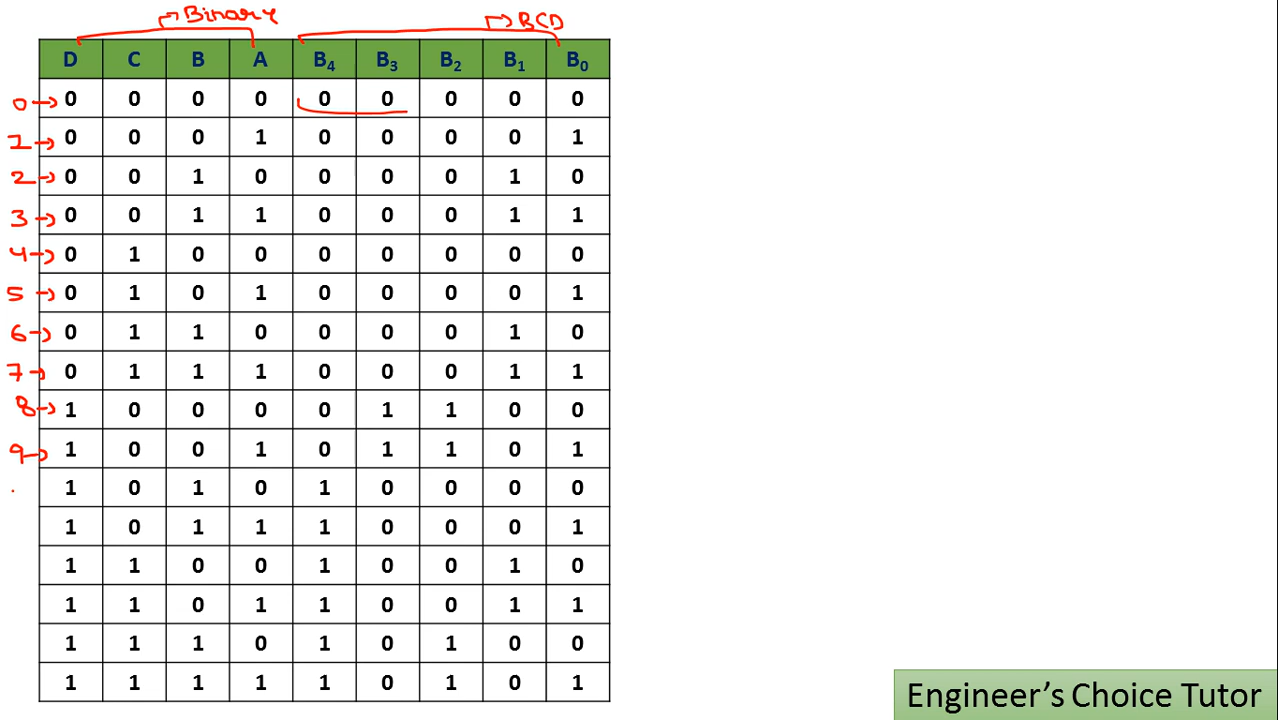 Binary BCD
D C B A B₄ B₃ B₂ B₁ B₀
0→ 0 0 0 0 0 0 0 0 0
1→ 0 0 0 1 0 0 0 0 1
2→ 0 0 1 0 0 0 0 1 0
3→ 0 0 1 1 0 0 0 1 1
4→ 0 1 0 0 0 0 0 0 0
5→ 0 1 0 1 0 0 0 0 1
6→ 0 1 1 0 0 0 0 1 0
7→ 0 1 1 1 0 0 0 1 1
8→ 1 0 0 0 0 1 1 0 0
9→ 1 0 0 1 0 1 1 0 1
1 0 1 0 1 0 0 0 0
1 0 1 1 1 0 0 0 1
1 1 0 0 1 0 0 1 0
1 1 0 1 1 0 0 1 1
1 1 1 0 1 0 1 0 0
1 1 1 1 1 0 1 0 1
Engineer's Choice Tutor